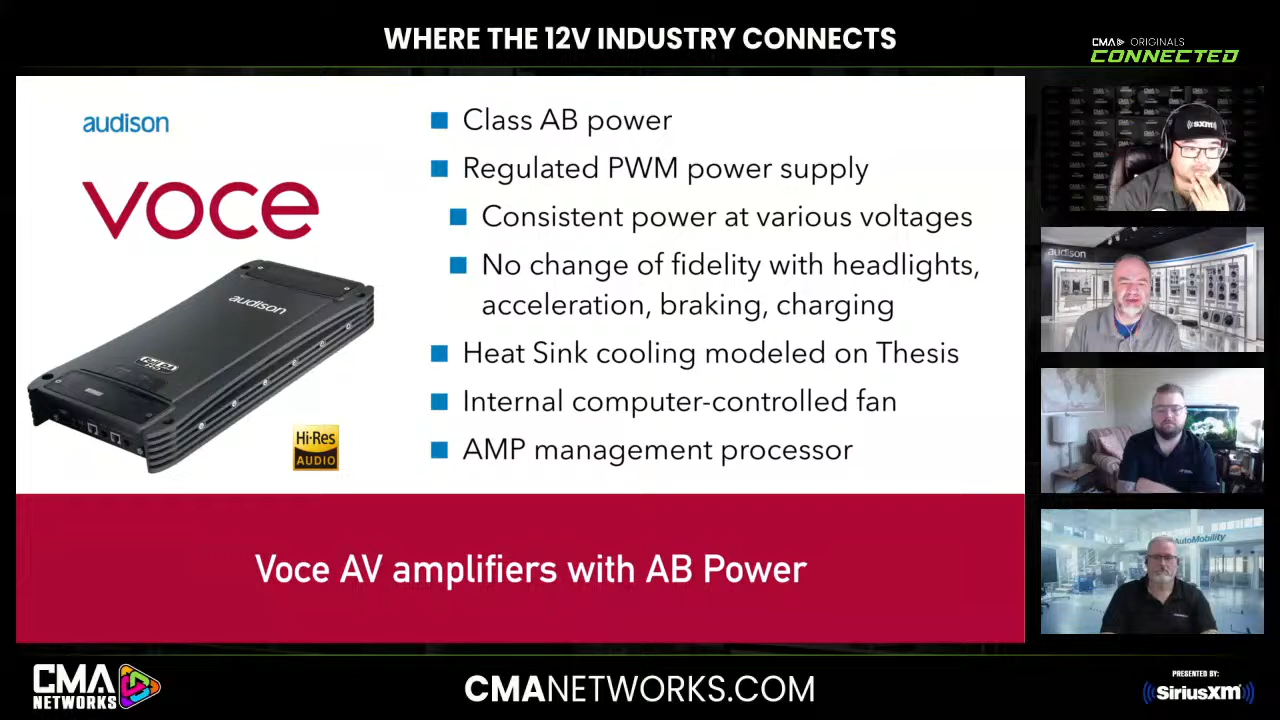 WHERE THE 12V INDUSTRY CONNECTS
CMA ORIGINALS
CONNECTED
audison
voce
audison
Hi-Res
AUDIO
Class AB power
Regulated PWM power supply
Consistent power at various voltages
No change of fidelity with headlights,
acceleration, braking, charging
Heat Sink cooling modeled on Thesis
Internal computer-controlled fan
AMP management processor
Voce AV amplifiers with AB Power
sxm
audison
AutoMobility
CMA
NETWORKS
CMANETWORKS.COM
PRESENTED BY:
SiriusXM